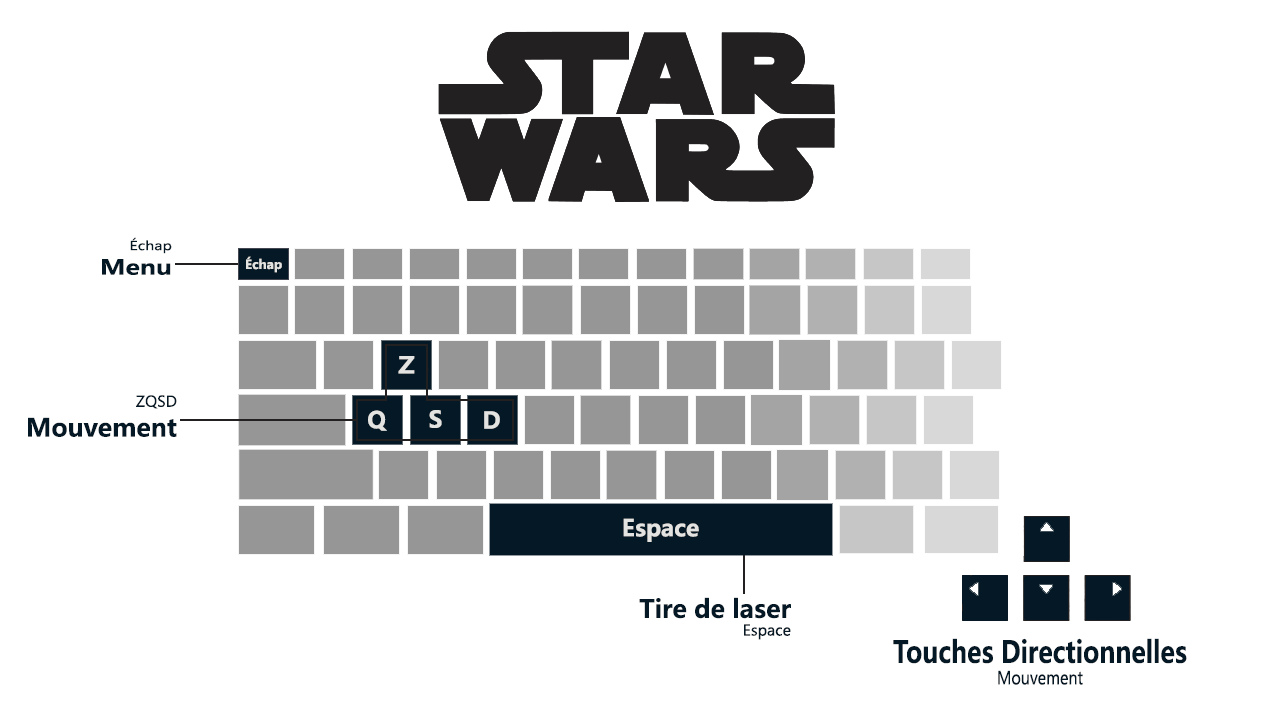 STAR
WARS
Échap
Menu
Échap
Z
ZQSD
Mouvement
Q S D
Espace
Tire de laser
Espace
Touches Directionnelles
Mouvement